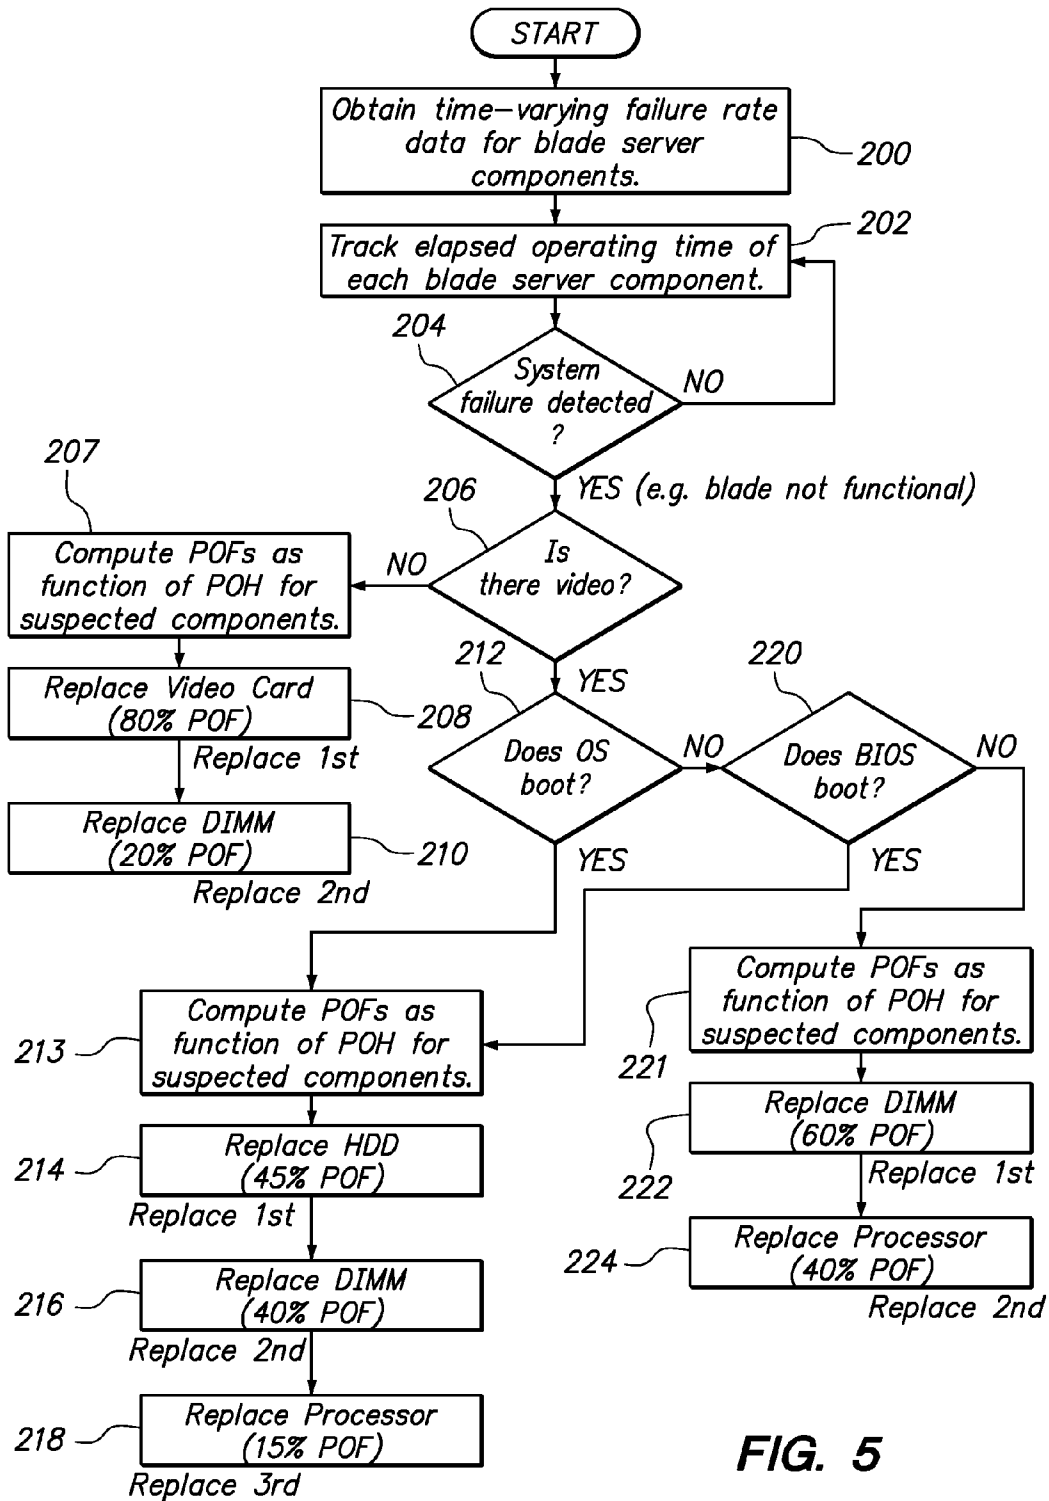 START
Obtain time-varying failure rate
data for blade server
components.
200
202
Track elapsed operating time of
each blade server component.
204
System
failure detected
?
NO
YES (e.g. blade not functional)
207
206
Compute POFs as
function of POH for
suspected components.
NO
Is
there video?
Replace Video Card
(80% POF)
208
Replace 1st
Replace DIMM
(20% POF)
210
Replace 2nd
212
YES
220
Does OS
boot?
NO
Does BIOS
boot?
NO
YES
YES
Compute POFs as
function of POH for
suspected components.
213
Compute POFs as
function of POH for
suspected components.
221
Replace HDD
(45% POF)
214
Replace 1st
Replace DIMM
(60% POF)
222
Replace 1st
Replace DIMM
(40% POF)
216
Replace 2nd
Replace Processor
(40% POF)
224
Replace 2nd
Replace Processor
(15% POF)
218
Replace 3rd
FIG. 5